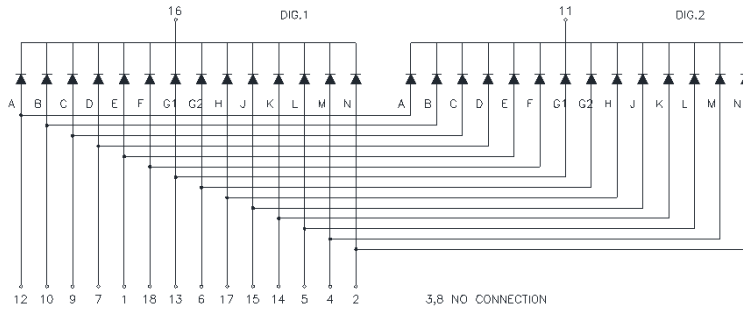 16 DIG.1 11 DIG.2
A B C D E F G1 G2 H J K L M N A B C D E F G1 G2 H J K L M N
12 10 9 7 1 18 13 6 17 15 14 5 4 2 3,8 NO CONNECTION